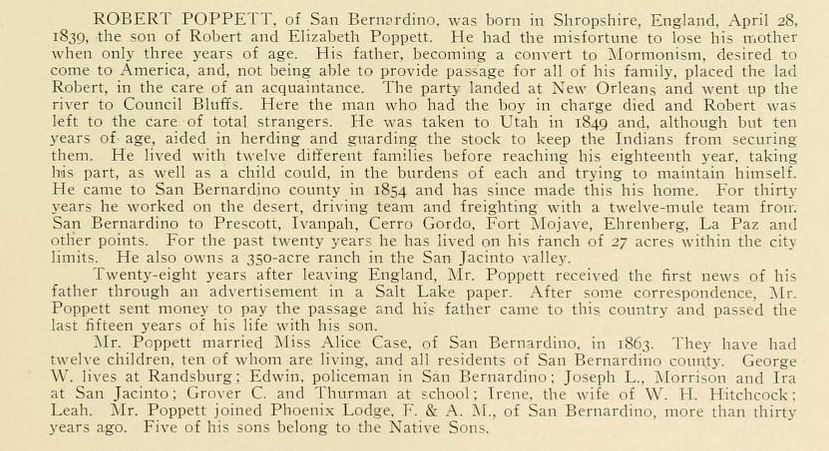 ROBERT POPPETT, of San Bernardino, was born in Shropshire, England, April 28,
1839, the son of Robert and Elizabeth Poppett. He had the misfortune to lose his mother
when only three years of age. His father, becoming a convert to Mormonism, desired to
come to America, and, not being able to provide passage for all of his family, placed the lad
Robert, in the care of an acquaintance. The party landed at New Orleans and went up the
river to Council Bluffs. Here the man who had the boy in charge died and Robert was
left to the care of total strangers. He was taken to Utah in 1849 and, although but ten
years of age, aided in herding and guarding the stock to keep the Indians from securing
them. He lived with twelve different families before reaching his eighteenth year, taking
his part, as well as a child could, in the burdens of each and trying to maintain himself.
He came to San Bernardino county in 1854 and has since made this his home. For thirty
years he worked on the desert, driving team and freighting with a twelve-mule team from
San Bernardino to Prescott, Ivanpah, Cerro Gordo, Fort Mojave, Ehrenberg, La Paz and
other points. For the past twenty years he has lived on his ranch of 27 acres within the city
limits. He also owns a 350-acre ranch in the San Jacinto valley.
Twenty-eight years after leaving England, Mr. Poppett received the first news of his
father through an advertisement in a Salt Lake paper. After some correspondence, Mr.
Poppett sent money to pay the passage and his father came to this country and passed the
last fifteen years of his life with his son.
Mr. Poppett married Miss Alice Case, of San Bernardino, in 1863. They have had
twelve children, ten of whom are living, and all residents of San Bernardino county. George
W. lives at Randsburg; Edwin, policeman in San Bernardino; Joseph L., Morrison and Ira
at San Jacinto; Grover C. and Thurman at school; Irene, the wife of W. H. Hitchcock;
Leah. Mr. Poppett joined Phoenix Lodge, F. & A. M., of San Bernardino, more than thirty
years ago. Five of his sons belong to the Native Sons.